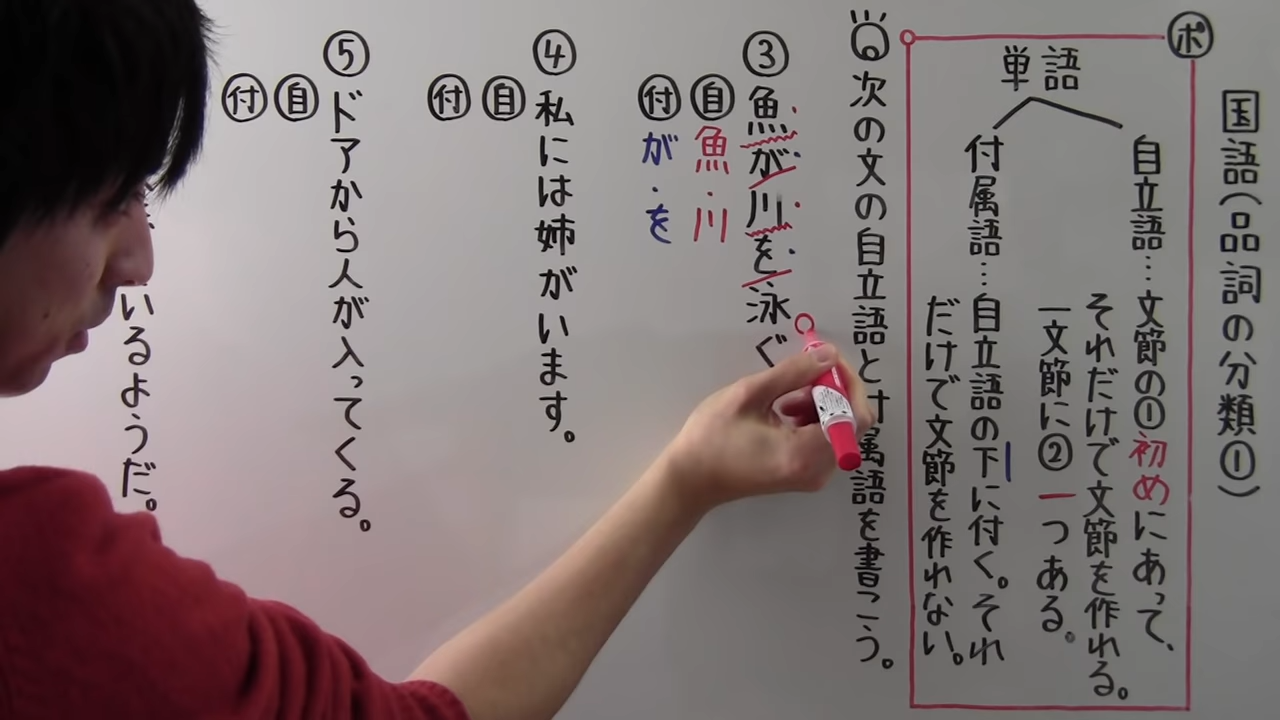 国語(品詞の分類①)
ポ
単語
自立語…文節の①初めにあって、
それだけで文節を作れる。
一文節に②一つある。
付属語…自立語の下に付く。それ
だけで文節を作れない。
次の文の自立語と付属語を書こう。
③魚が川を泳ぐ
自 魚・川
付 が・を
④私には姉がいます。
自
付
⑤ドアから人が入ってくる。
自
付
いるようだ。